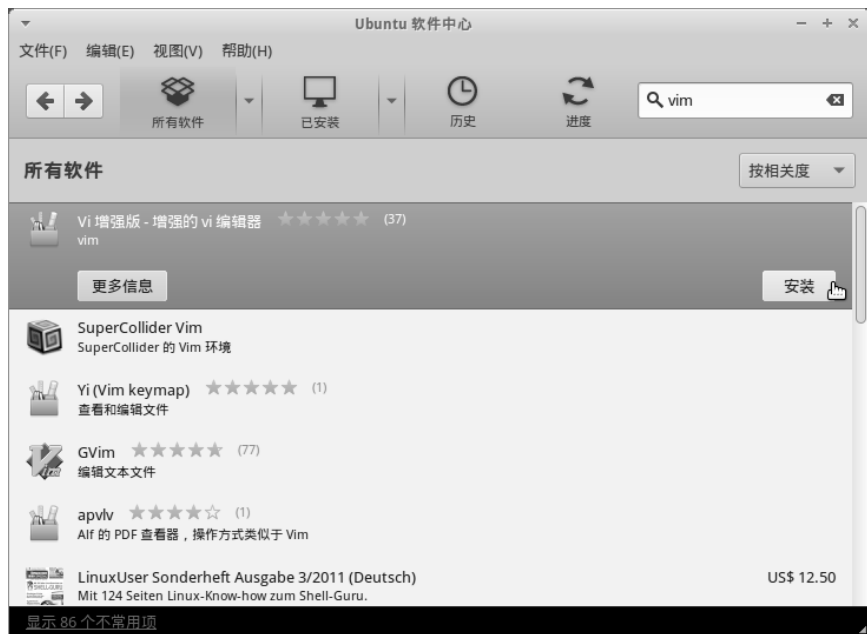 Ubuntu 软件中心
文件(F) 编辑(E) 视图(V) 帮助(H)
所有软件 已安装 历史 进度 vim
所有软件 按相关度
Vi 增强版 - 增强的 vi 编辑器 (37)
vim
更多信息 安装
SuperCollider Vim
SuperCollider 的 Vim 环境
Yi (Vim keymap) (1)
查看和编辑文件
GVim (77)
编辑文本文件
apvlv (1)
Alf 的 PDF 查看器，操作方式类似于 Vim
LinuxUser Sonderheft Ausgabe 3/2011 (Deutsch) US$ 12.50
Mit 124 Seiten Linux-Know-how zum Shell-Guru.
显示 86 个不常用项